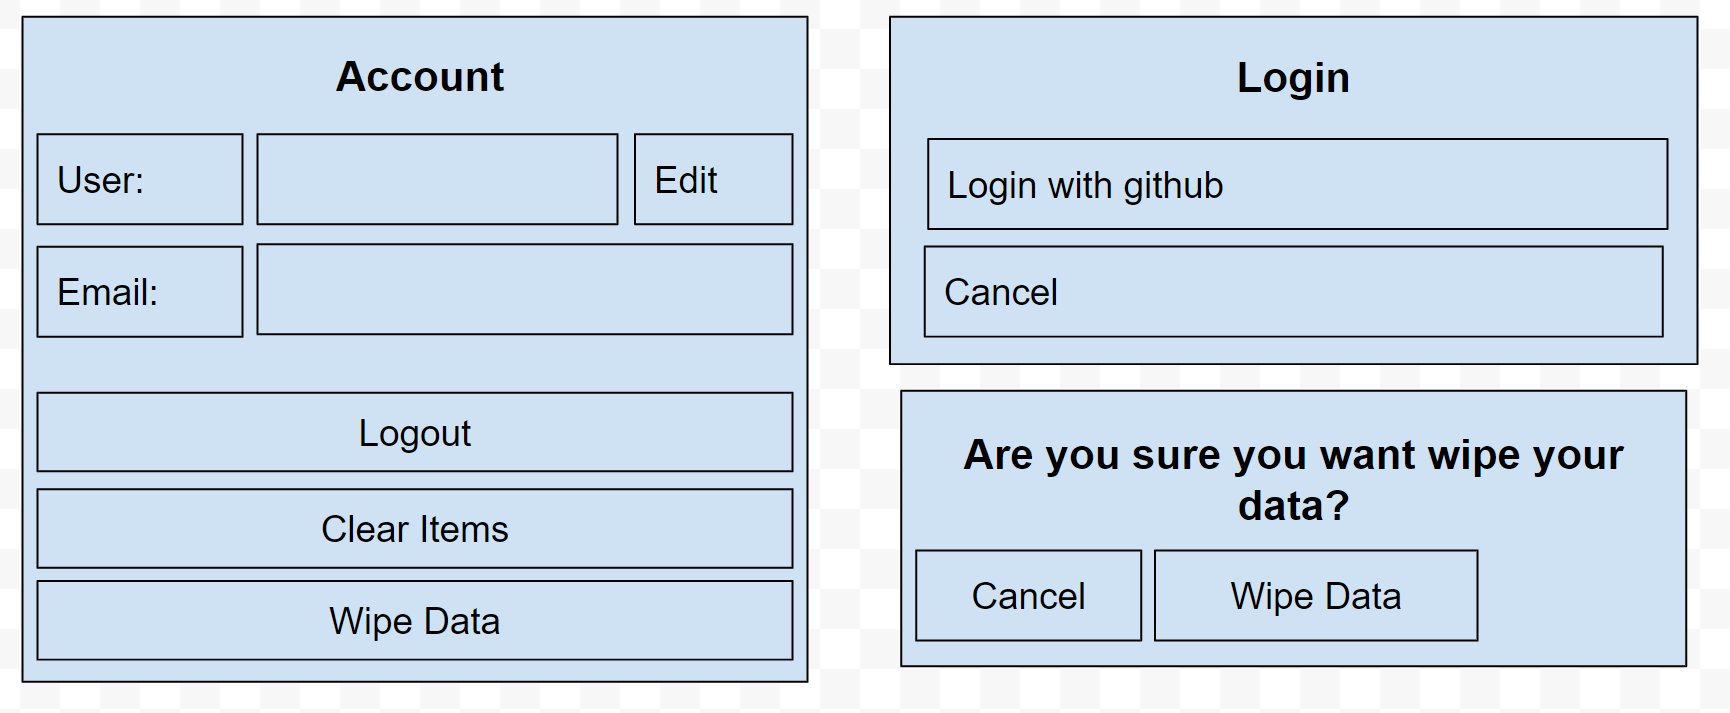 Account
User:
Edit
Email:
Logout
Clear Items
Wipe Data
Login
Login with github
Cancel
Are you sure you want wipe your
data?
Cancel
Wipe Data